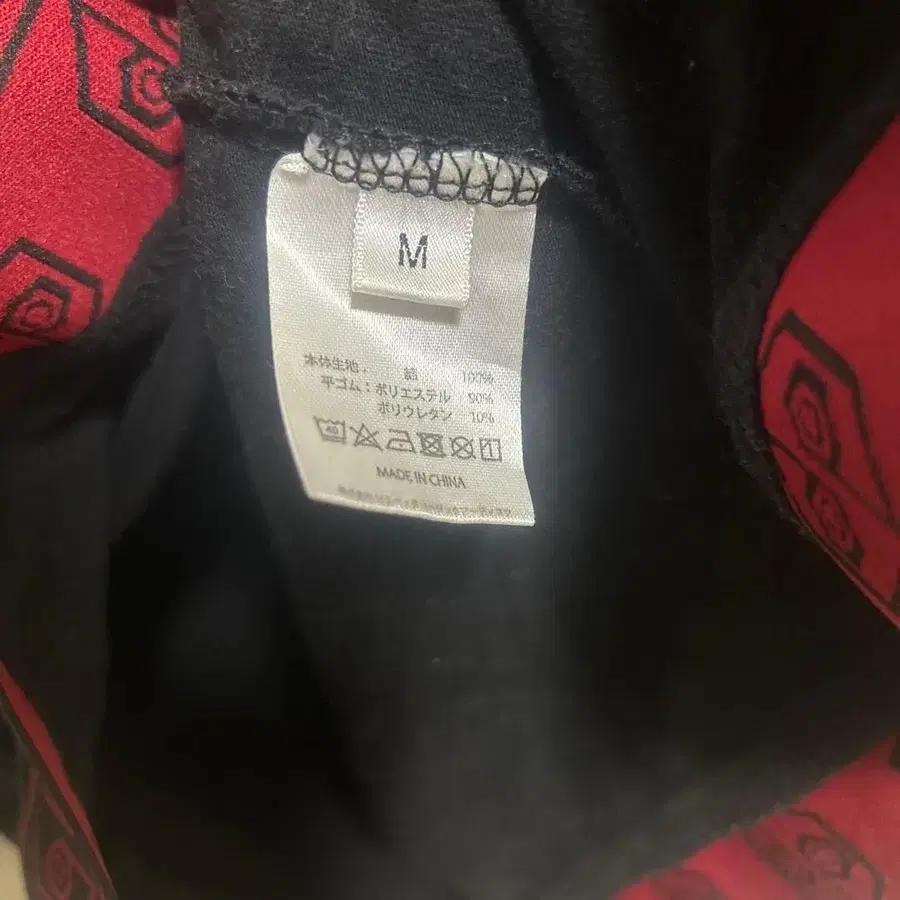 M
本体生地: 綿 100%
平ゴム:ポリエステル 90%
ポリウレタン 10%
40
MADE IN CHINA